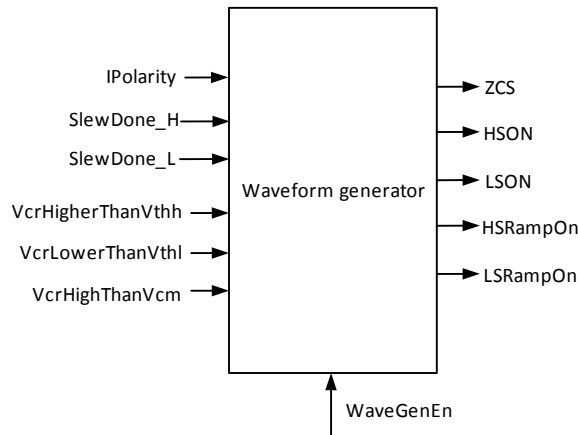 IPolarity
SlewDone_H
SlewDone_L
VcrHigherThanVthh
VcrLowerThanVthl
VcrHighThanVcm
Waveform generator
ZCS
HSON
LSON
HSRampOn
LSRampOn
WaveGenEn